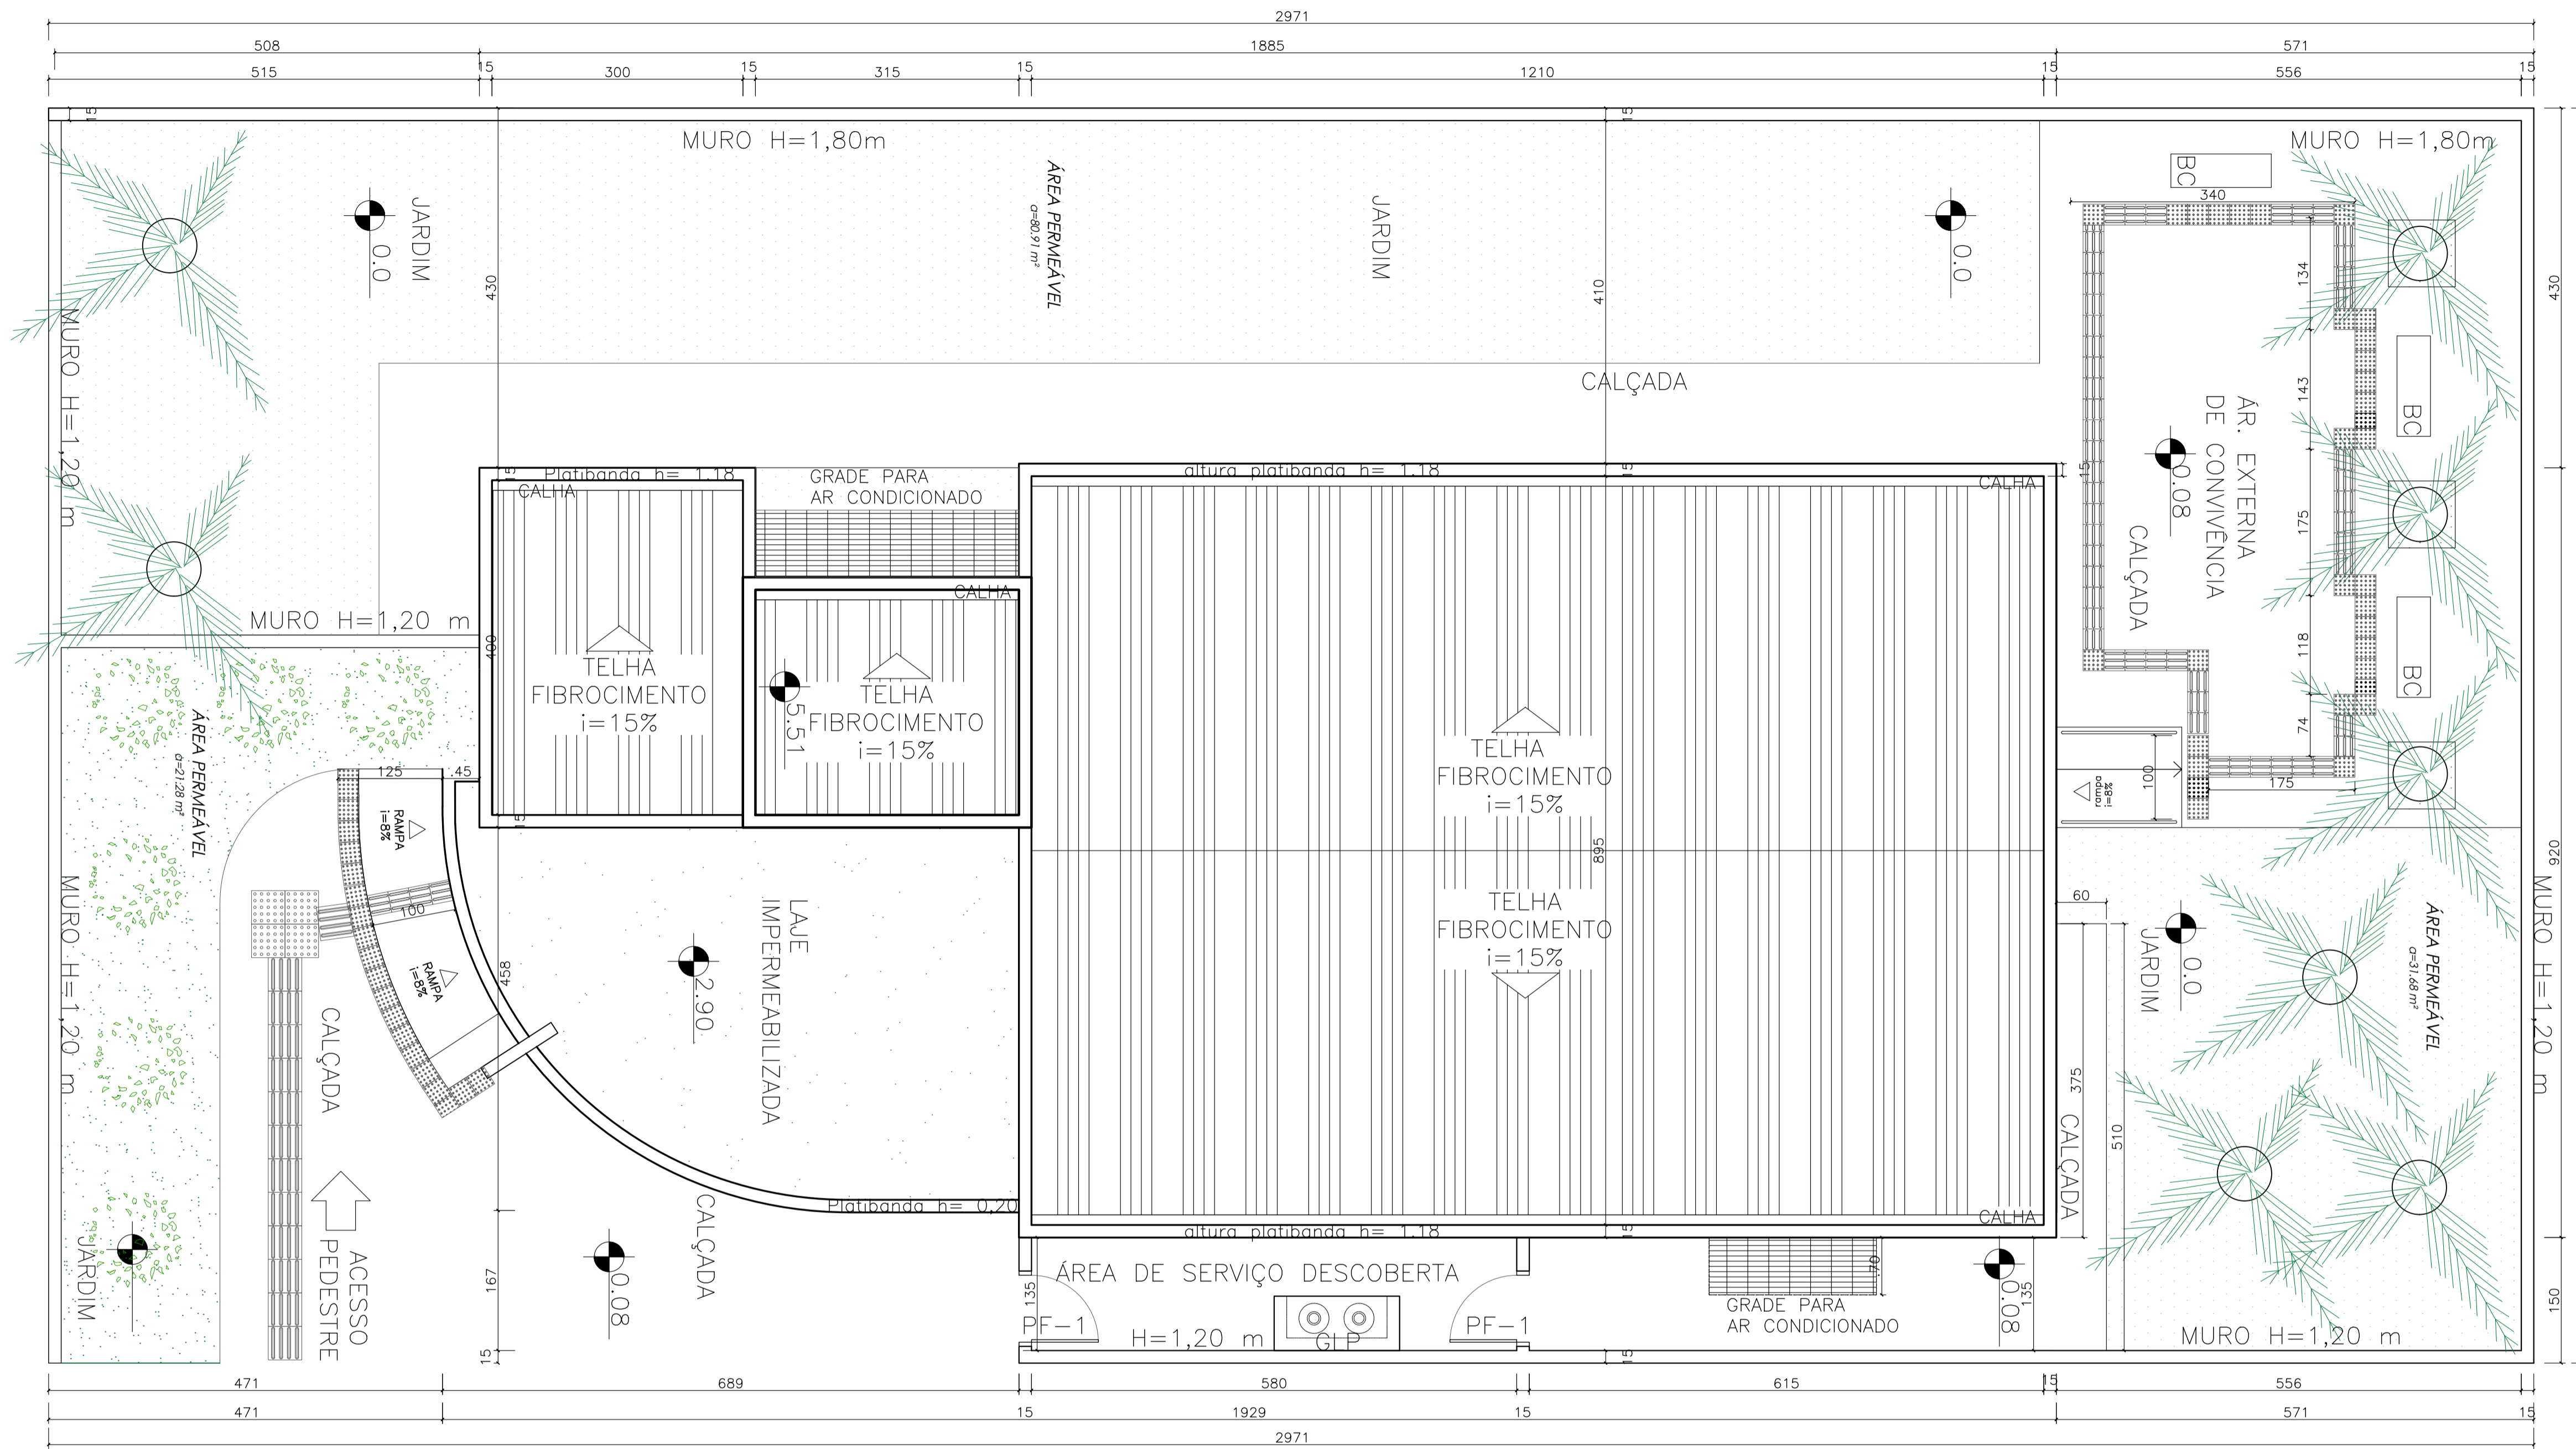 2971
508
1885
571
515
15
300
15
315
15
1210
15
556
15
15
15
MURO H=1,80m
MURO H=1,80m
BC
340
JARDIM
0.0
ÁREA PERMEÁVEL
a=80.91 m²
JARDIM
0.0
430
410
430
134
143
175
118
74
MURO H=1,20 m
CALÇADA
BC
ÁR. EXTERNA
DE CONVIVÊNCIA
0.08
CALÇADA
15
Platibanda h= 1.18
CALHA
GRADE PARA
AR CONDICIONADO
altura platibanda h= 1.18
15
CALHA
15
CALHA
MURO H=1,20 m
400
TELHA
FIBROCIMENTO
i=15%
5.51
TELHA
FIBROCIMENTO
i=15%
BC
TELHA
FIBROCIMENTO
i=15%
ÁREA PERMEÁVEL
a=21.28 m²
125
.45
RAMPA
i=8%
15
100
rampa
i=8%
175
895
920
MURO H=1,20 m
100
RAMPA
i=8%
458
LAJE
IMPERMEABILIZADA
2.90
TELHA
FIBROCIMENTO
i=15%
60
0.0
JARDIM
ÁREA PERMEÁVEL
a=31.68 m²
MURO H=1,20 m
CALÇADA
375
510
CALÇADA
Platibanda h= 0,20
CALÇADA
CALHA
altura platibanda h= 1.18
15
JARDIM
ACESSO
PEDESTRE
0.08
167
15
135
ÁREA DE SERVIÇO DESCOBERTA
PF-1
H=1,20 m
GLP
PF-1
.70
GRADE PARA
AR CONDICIONADO
0.08
135
150
MURO H=1,20 m
15
471
689
580
615
15
556
471
15
1929
15
571
15
2971